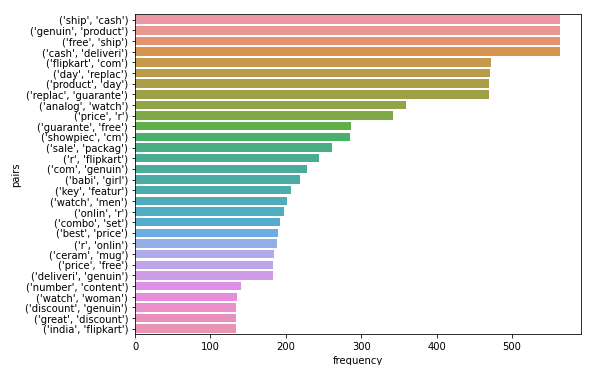 ('ship', 'cash')
('genuin', 'product')
('free', 'ship')
('cash', 'deliveri')
('flipkart', 'com')
('day', 'replac')
('product', 'day')
('replac', 'guarante')
('analog', 'watch')
('price', 'r')
('guarante', 'free')
('showpiec', 'cm')
('sale', 'packag')
('r', 'flipkart')
('com', 'genuin')
('babi', 'girl')
('key', 'featur')
('watch', 'men')
('onlin', 'r')
('combo', 'set')
('best', 'price')
('r', 'onlin')
('ceram', 'mug')
('price', 'free')
('deliveri', 'genuin')
('number', 'content')
('watch', 'woman')
('discount', 'genuin')
('great', 'discount')
('india', 'flipkart')
pairs
0 100 200 300 400 500
frequency